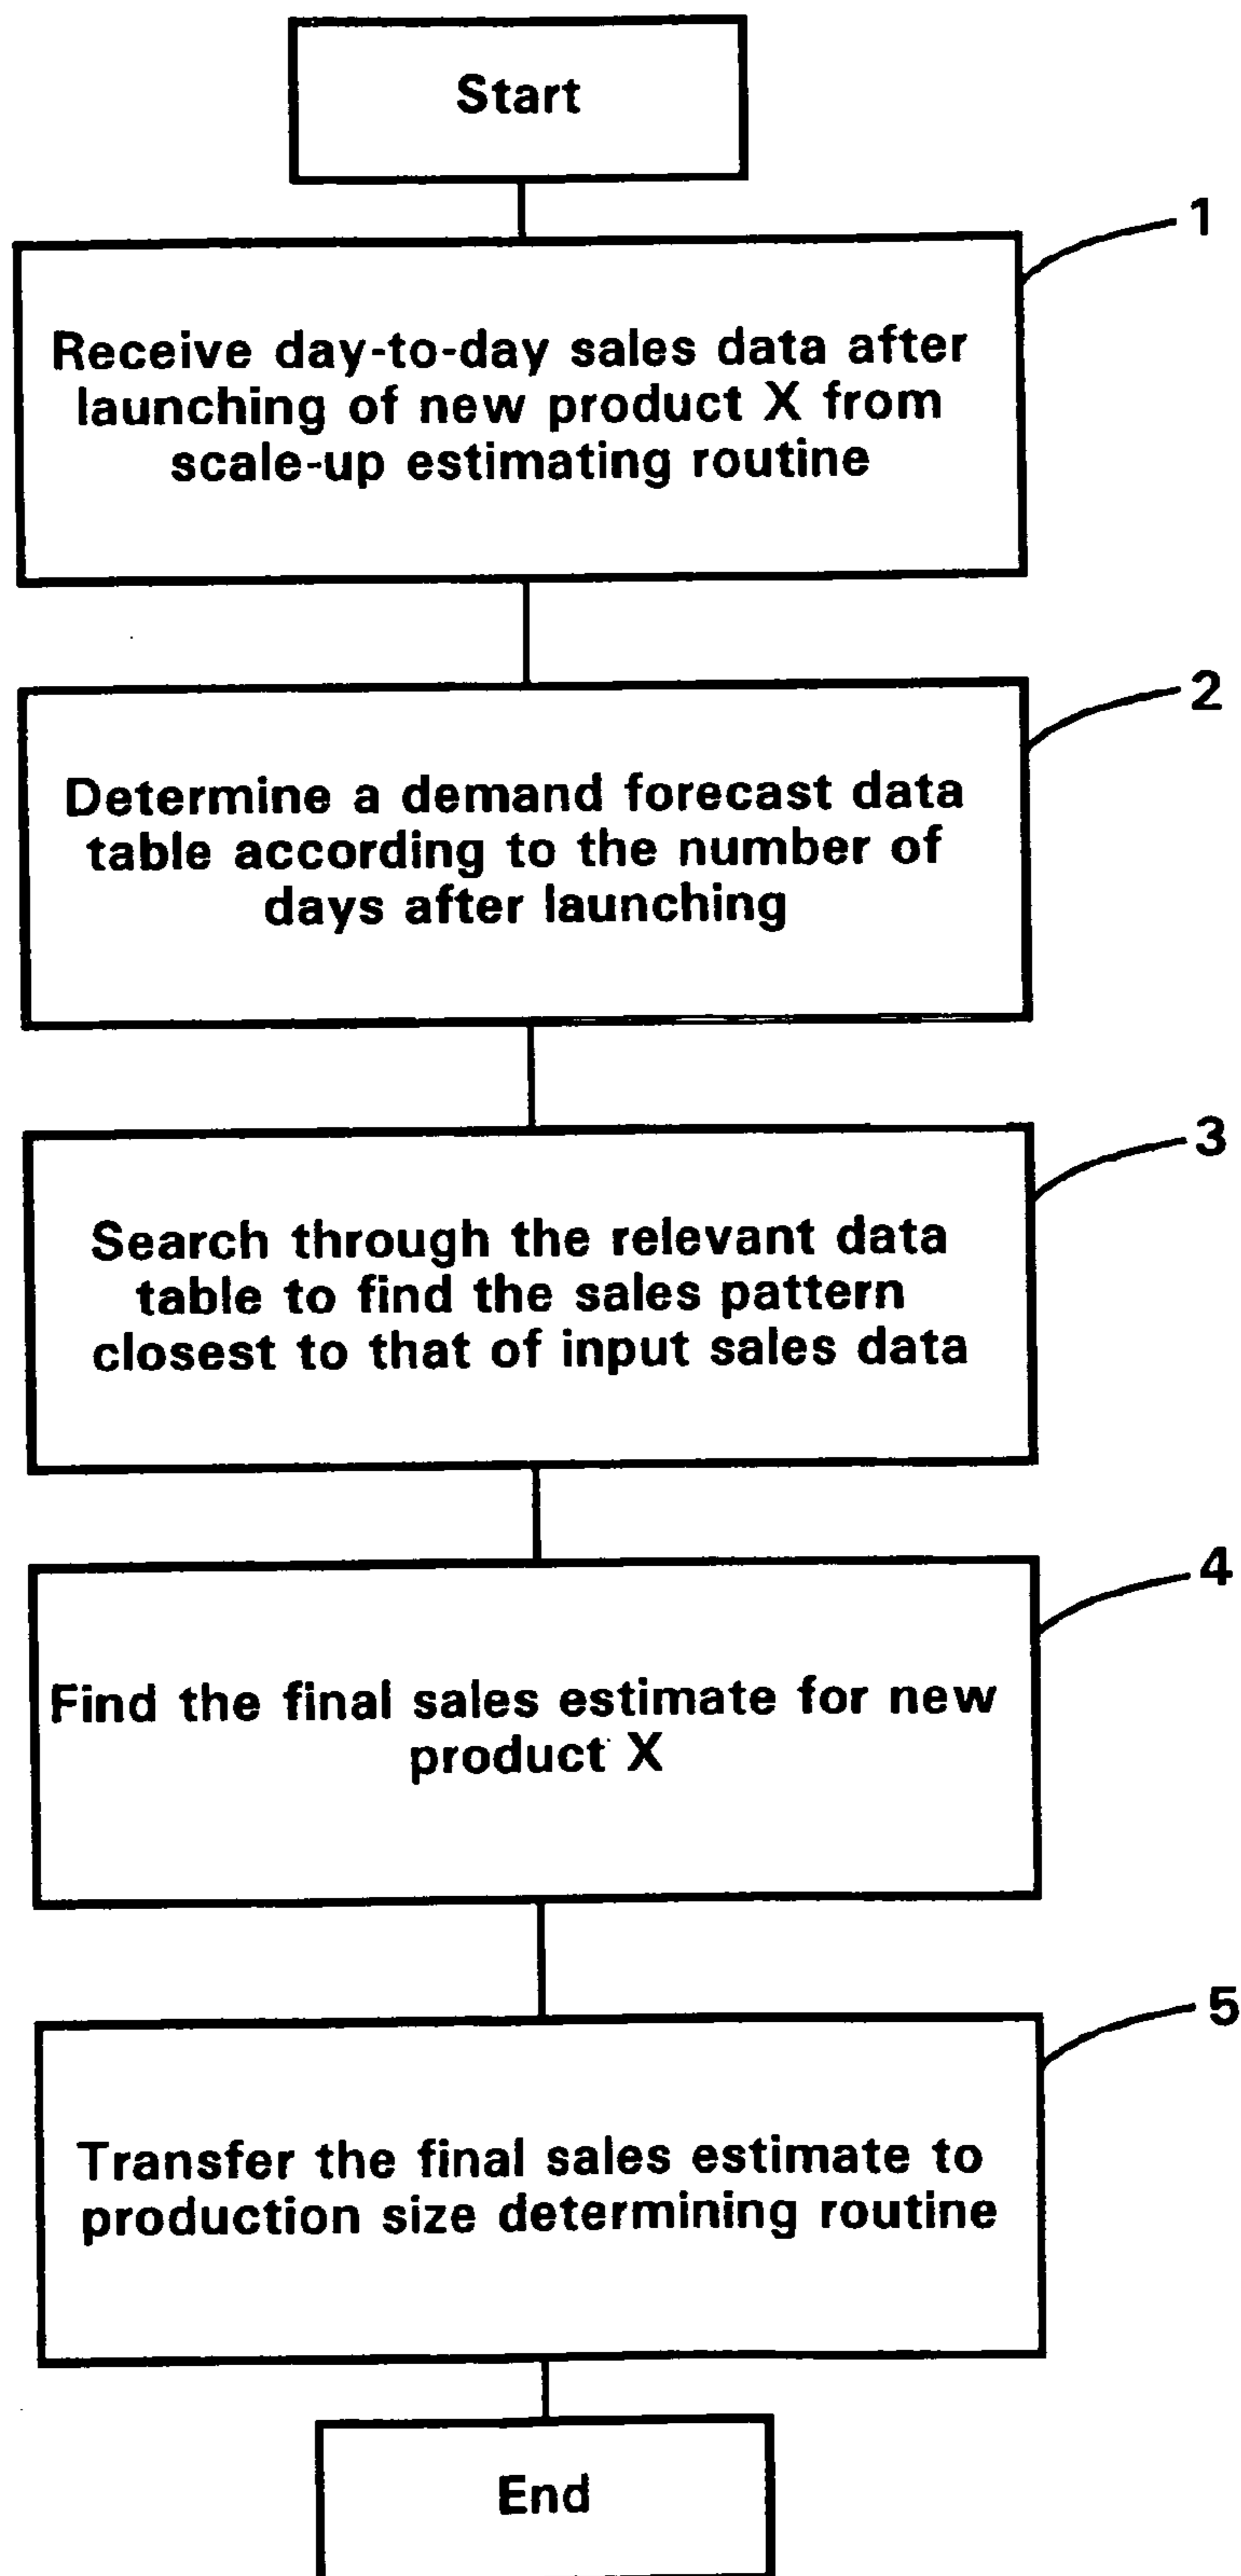 Start
1
Receive day-to-day sales data after
launching of new product X from
scale-up estimating routine
2
Determine a demand forecast data
table according to the number of
days after launching
3
Search through the relevant data
table to find the sales pattern
closest to that of input sales data
4
Find the final sales estimate for new
product X
5
Transfer the final sales estimate to
production size determining routine
End